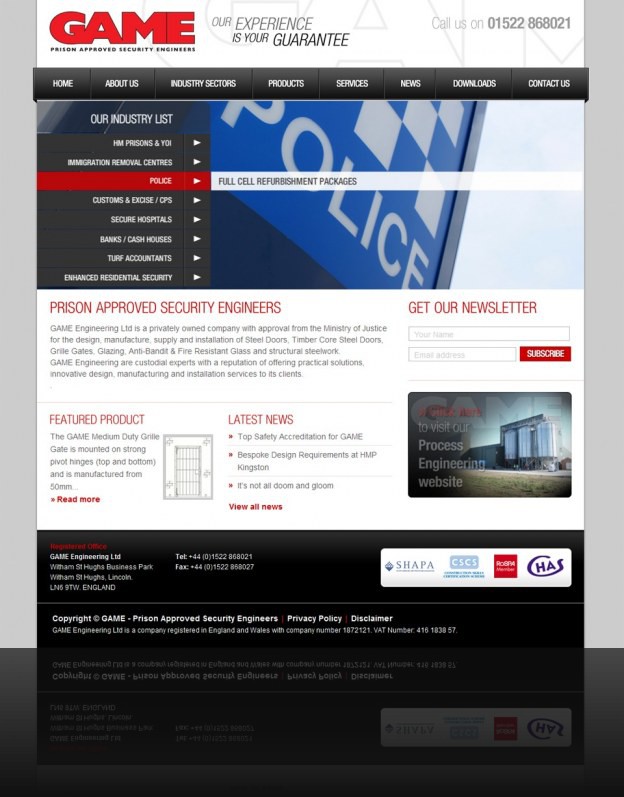 GAME
PRISON APPROVED SECURITY ENGINEERS
OUR EXPERIENCE
IS YOUR GUARANTEE
Call us on 01522 868021
HOME
ABOUT US
INDUSTRY SECTORS
PRODUCTS
SERVICES
NEWS
DOWNLOADS
CONTACT US
OUR INDUSTRY LIST
HM PRISONS & YOI
IMMIGRATION REMOVAL CENTRES
POLICE
FULL CELL REFURBISHMENT PACKAGES
CUSTOMS & EXCISE / CPS
SECURE HOSPITALS
BANKS / CASH HOUSES
TURF ACCOUNTANTS
ENHANCED RESIDENTIAL SECURITY
POLICE
POLICE
PRISON APPROVED SECURITY ENGINEERS
GAME Engineering Ltd is a privately owned company with approval from the Ministry of Justice
for the design, manufacture, supply and installation of Steel Doors, Timber Core Steel Doors,
Grille Gates, Glazing, Anti-Bandit & Fire Resistant Glass and structural steelwork.
GAME Engineering are custodial experts with a reputation of offering practical solutions,
innovative design, manufacturing and installation services to its clients.
.
GET OUR NEWSLETTER
Your Name
Email address
SUBSCRIBE
FEATURED PRODUCT
The GAME Medium Duty Grille
Gate is mounted on strong
pivot hinges (top and bottom)
and is manufactured from
50mm...
» Read more
LATEST NEWS
» Top Safety Accreditation for GAME
» Bespoke Design Requirements at HMP
Kingston
» It's not all doom and gloom
View all news
GAME
to visit our
Process
Engineering
website
Registered Office
GAME Engineering Ltd
Witham St Hughs Business Park
Witham St Hughs, Lincoln.
LN6 9TW. ENGLAND
Tel: +44 (0)1522 868021
Fax: +44 (0)1522 868027
SHAPA
CSCS
CONSTRUCTION SKILLS
CERTIFICATION SCHEME
RoSPA
Member
CHAS
Copyright © GAME - Prison Approved Security Engineers | Privacy Policy | Disclaimer
GAME Engineering Ltd is a company registered in England and Wales with company number 1872121. VAT Number: 416 1838 57.